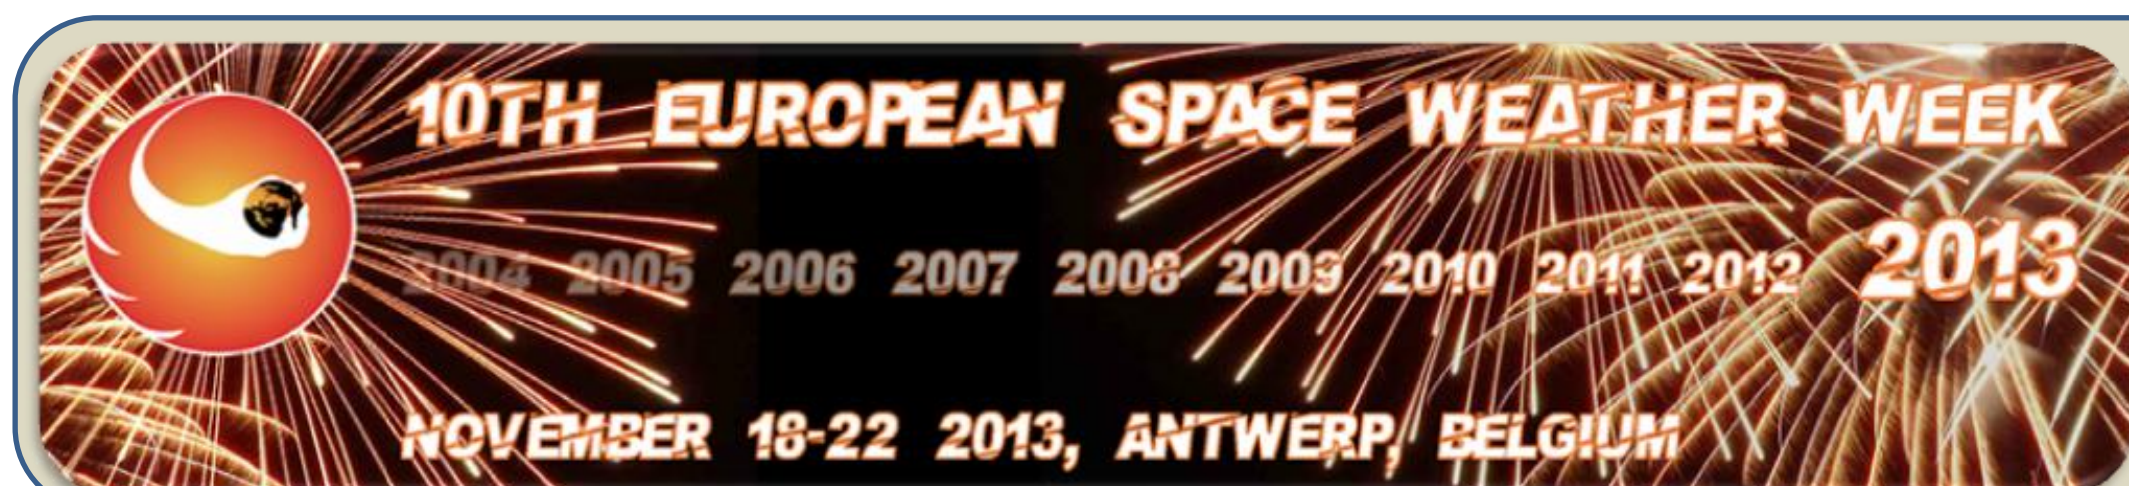 10TH EUROPEAN SPACE WEATHER WEEK
2004 2005 2006 2007 2008 2009 2010 2011 2012 2013
NOVEMBER 18-22 2013, ANTWERP, BELGIUM